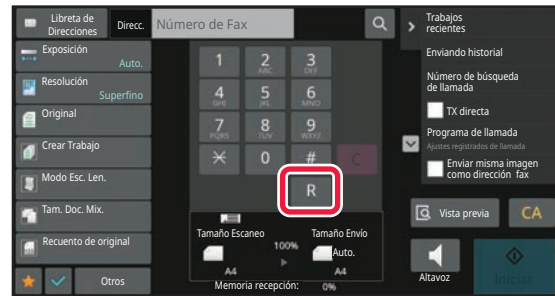 Libreta de
Direcciones
Direcc.
Número de Fax
Trabajos
recientes
Exposición
Auto.
Resolución
Superfino
Original
Crear Trabajo
Modo Esc. Len.
Tam. Doc. Mix.
Recuento de original
Otros
1
2
ABC
3
DEF
4
GHI
5
JKL
6
MNO
7
PQRS
8
TUV
9
WXYZ
0
#
C
R
Tamaño Escaneo
100%
Tamaño Envío
Auto.
A4
A4
Memoria recepción:
0%
Enviando historial
Número de búsqueda
de llamada
TX directa
Programa de llamada
Ajustes registrados de llamada
Enviar misma imagen
como dirección fax
Vista previa
CA
Altavoz
Iniciar